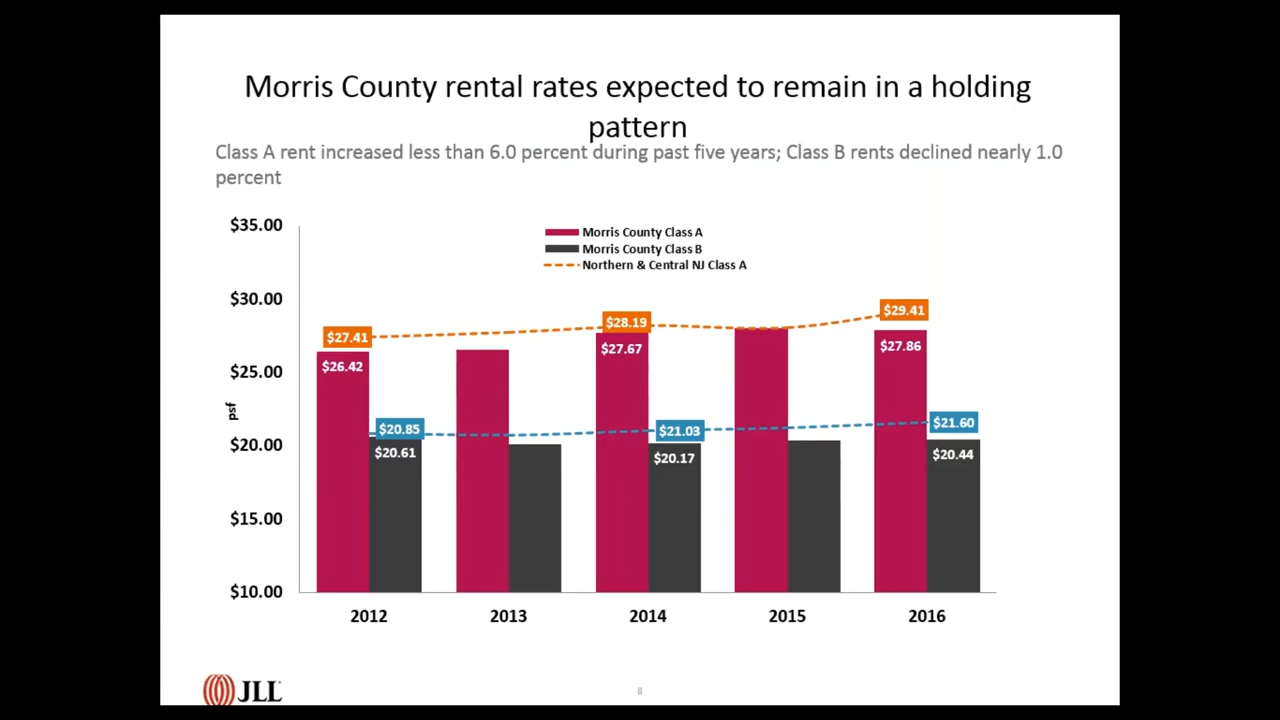 Morris County rental rates expected to remain in a holding
pattern
Class A rent increased less than 6.0 percent during past five years; Class B rents declined nearly 1.0
percent
$35.00
$30.00
$25.00
$20.00
$15.00
$10.00
psf
Morris County Class A
Morris County Class B
Northern & Central NJ Class A
$27.41
$28.19
$29.41
$26.42
$27.67
$27.86
$20.85
$21.03
$21.60
$20.61
$20.17
$20.44
2012
2013
2014
2015
2016
JLL
8